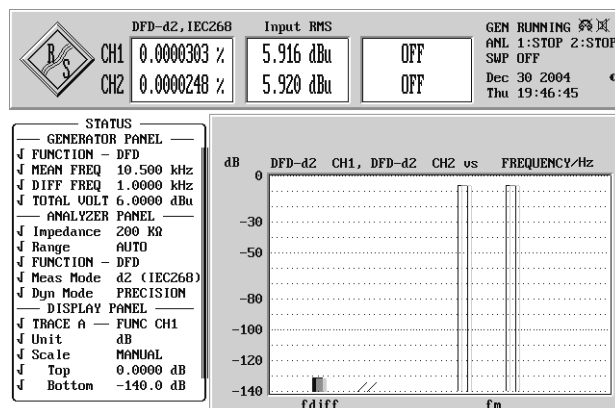 DFD-d2,IEC268 Input RMS
R S
CH1 0.0000303 % 5.916 dBu OFF
CH2 0.0000248 % 5.920 dBu OFF
GEN RUNNING
ANL 1:STOP 2:STOP
SWP OFF
Dec 30 2004
Thu 19:46:45
STATUS
GENERATOR PANEL
√ FUNCTION - DFD
√ MEAN FREQ 10.500 kHz
√ DIFF FREQ 1.0000 kHz
√ TOTAL VOLT 6.0000 dBu
ANALYZER PANEL
√ Impedance 200 KΩ
√ Range AUTO
√ FUNCTION - DFD
√ Meas Mode d2 (IEC268)
√ Dyn Mode PRECISION
DISPLAY PANEL
√ TRACE A — FUNC CH1
√ Unit dB
√ Scale MANUAL
√ Top 0.0000 dB
√ Bottom -140.0 dB
dB DFD-d2 CH1, DFD-d2 CH2 vs FREQUENCY/Hz
0
-30
-50
-80
-100
-120
-140
fdiff fm